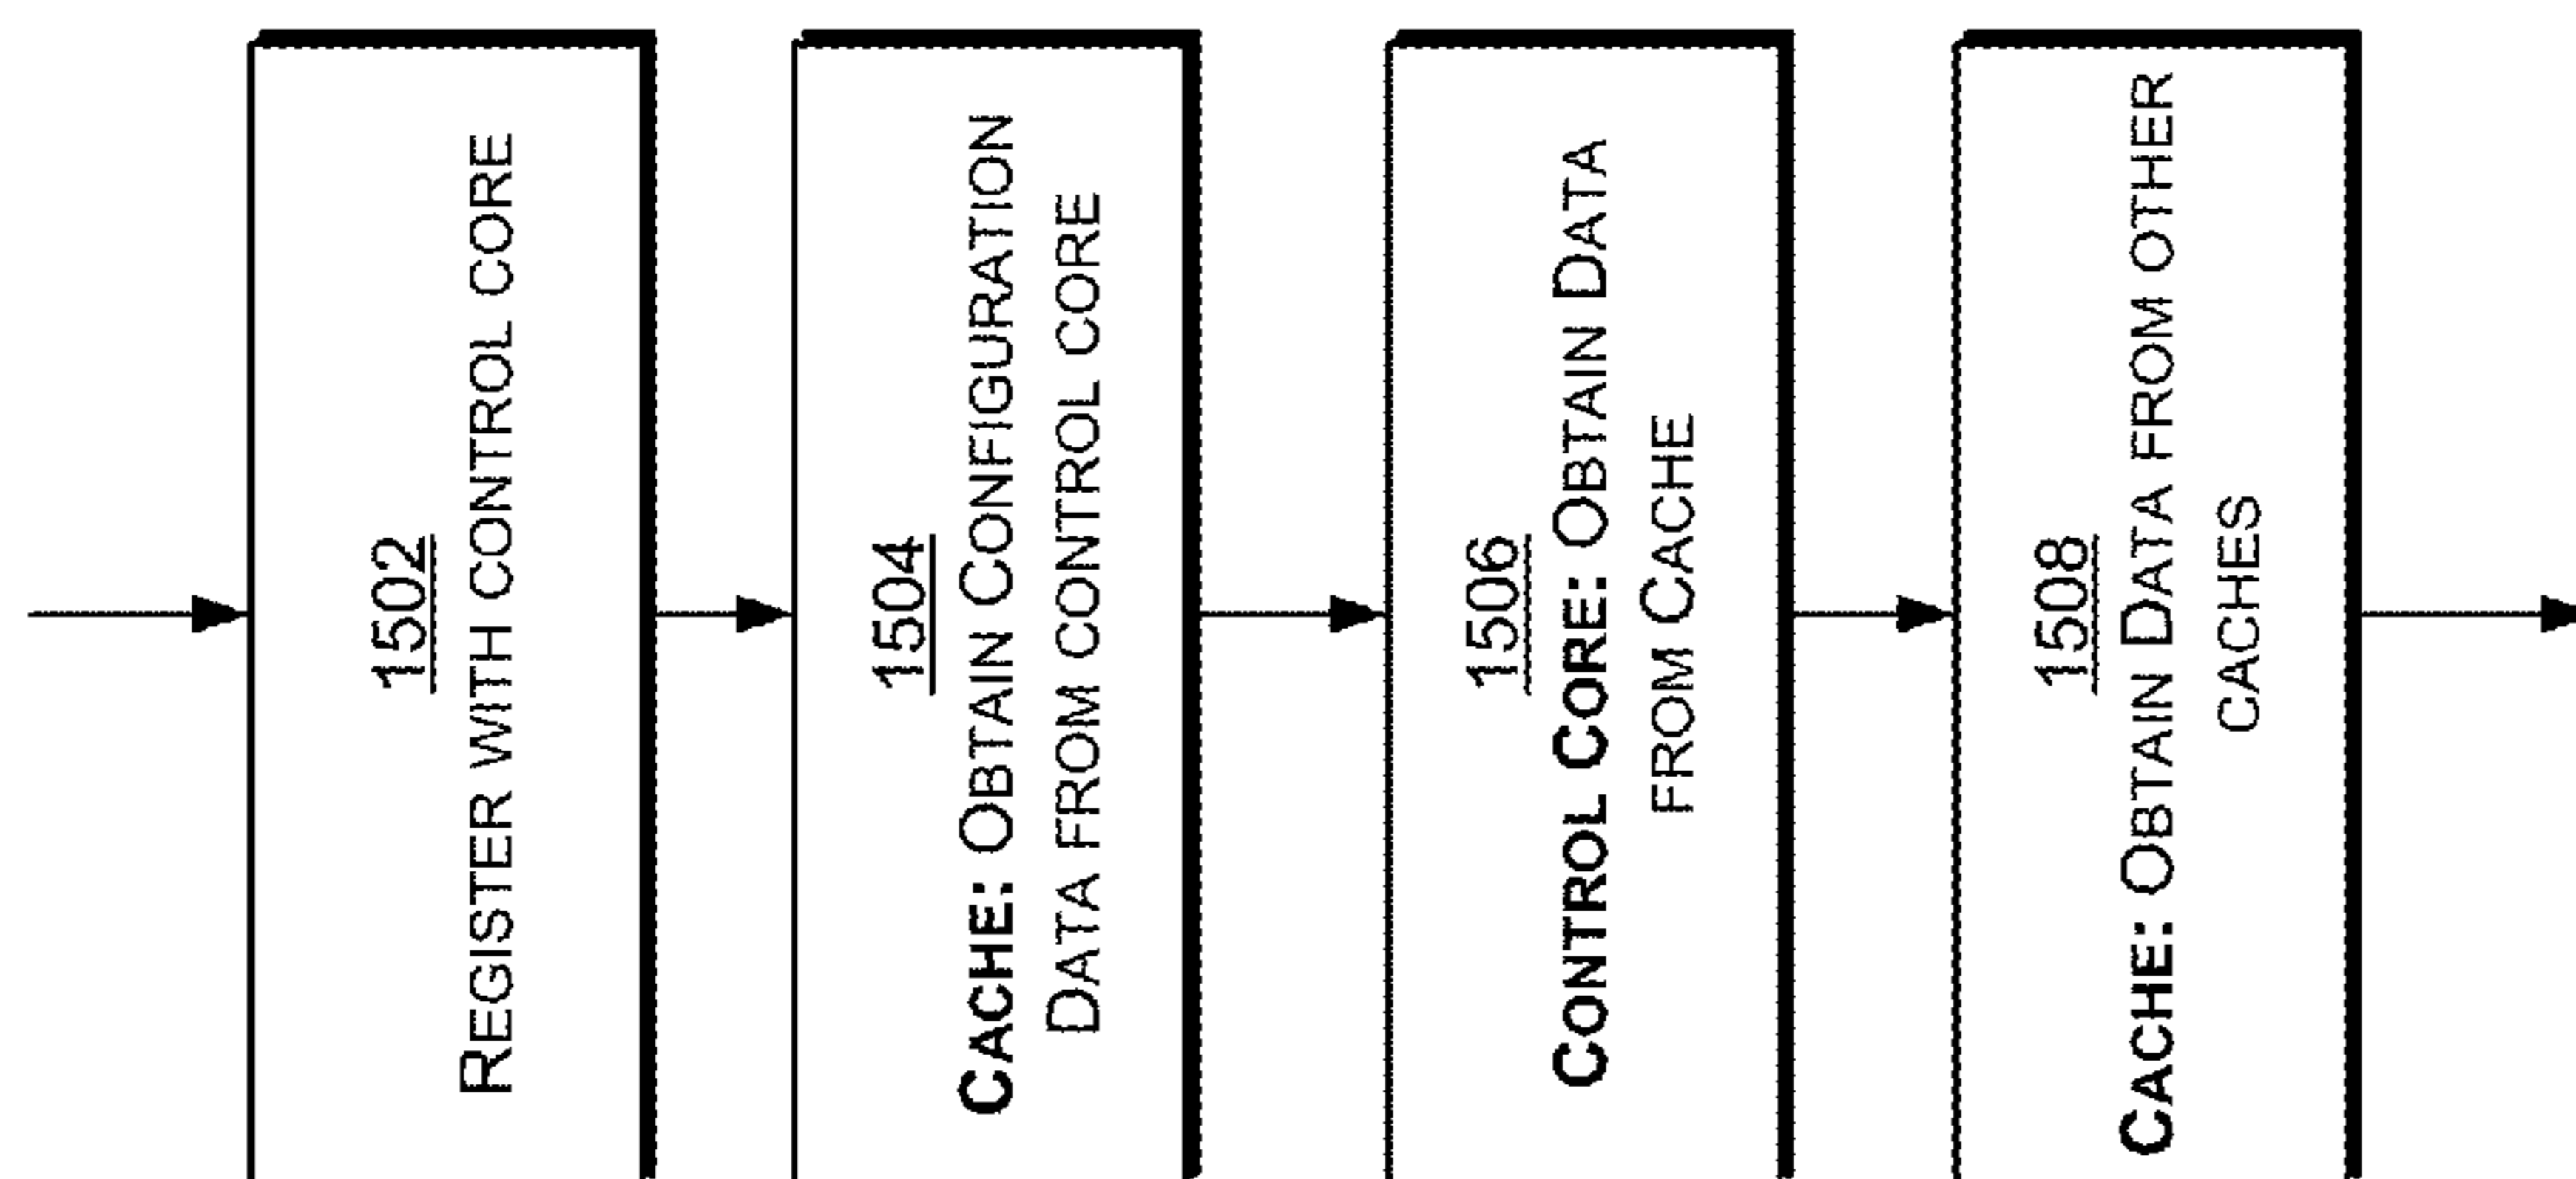 1502
REGISTER WITH CONTROL CORE
1504
CACHE: OBTAIN CONFIGURATION
DATA FROM CONTROL CORE
1506
CONTROL CORE: OBTAIN DATA
FROM CACHE
1508
CACHE: OBTAIN DATA FROM OTHER
CACHES